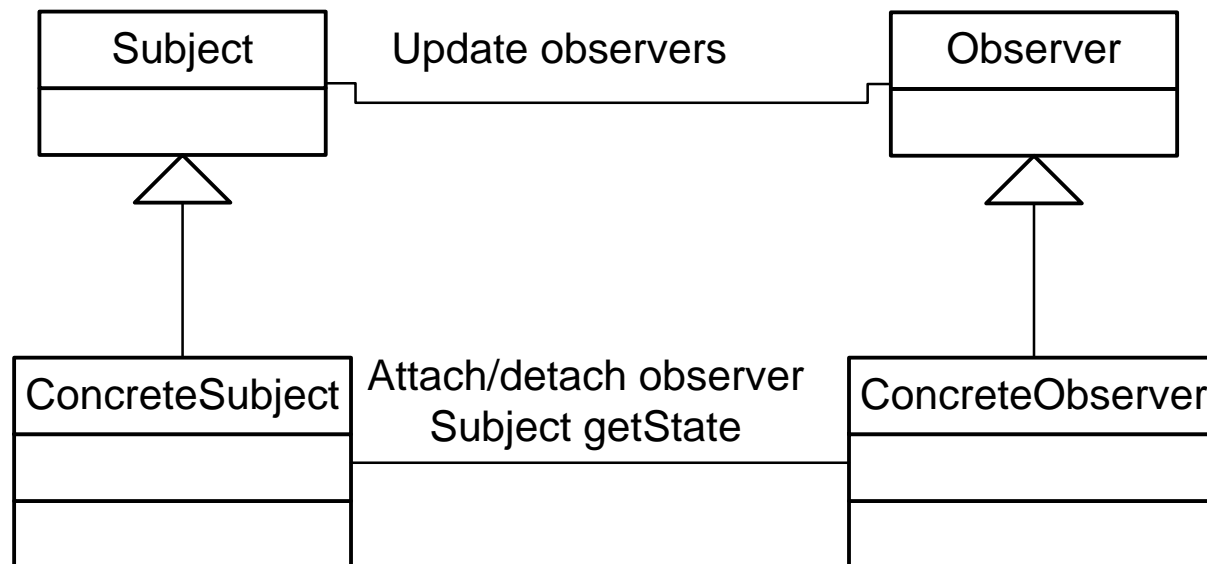 Subject
Update observers
Observer
ConcreteSubject
Attach/detach observer
Subject getState
ConcreteObserver